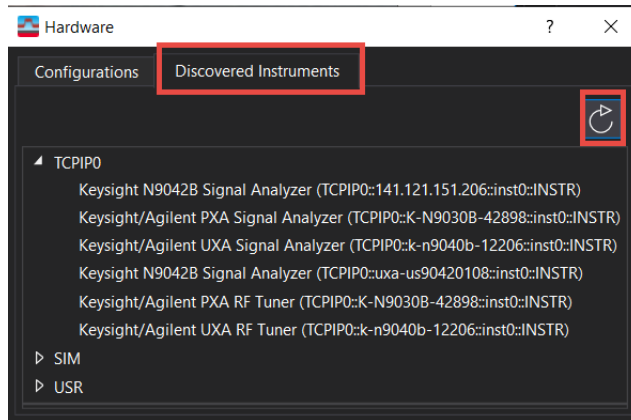 Hardware ? ×
Configurations Discovered Instruments
TCPIP0
Keysight N9042B Signal Analyzer (TCPIP0::141.121.151.206::inst0::INSTR)
Keysight/Agilent PXA Signal Analyzer (TCPIP0::K-N9030B-42898::inst0::INSTR)
Keysight/Agilent UXA Signal Analyzer (TCPIP0::k-n9040b-12206::inst0::INSTR)
Keysight N9042B Signal Analyzer (TCPIP0::uxa-us90420108::inst0::INSTR)
Keysight/Agilent PXA RF Tuner (TCPIP0::K-N9030B-42898::inst0::INSTR)
Keysight/Agilent UXA RF Tuner (TCPIP0::k-n9040b-12206::inst0::INSTR)
SIM
USR